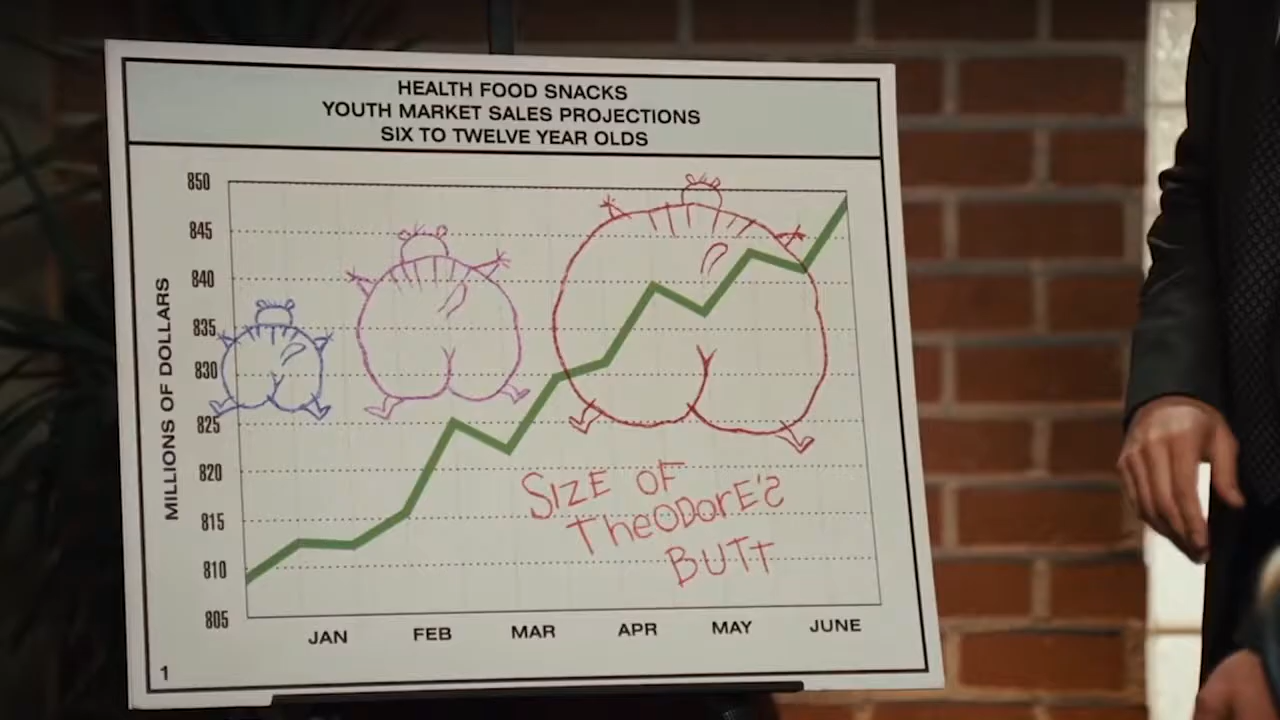 HEALTH FOOD SNACKS
YOUTH MARKET SALES PROJECTIONS
SIX TO TWELVE YEAR OLDS
MILLIONS OF DOLLARS
850
845
840
835
830
825
820
815
810
805
JAN FEB MAR APR MAY JUNE
SIZE OF
TheODOrE'S
BUTT
1